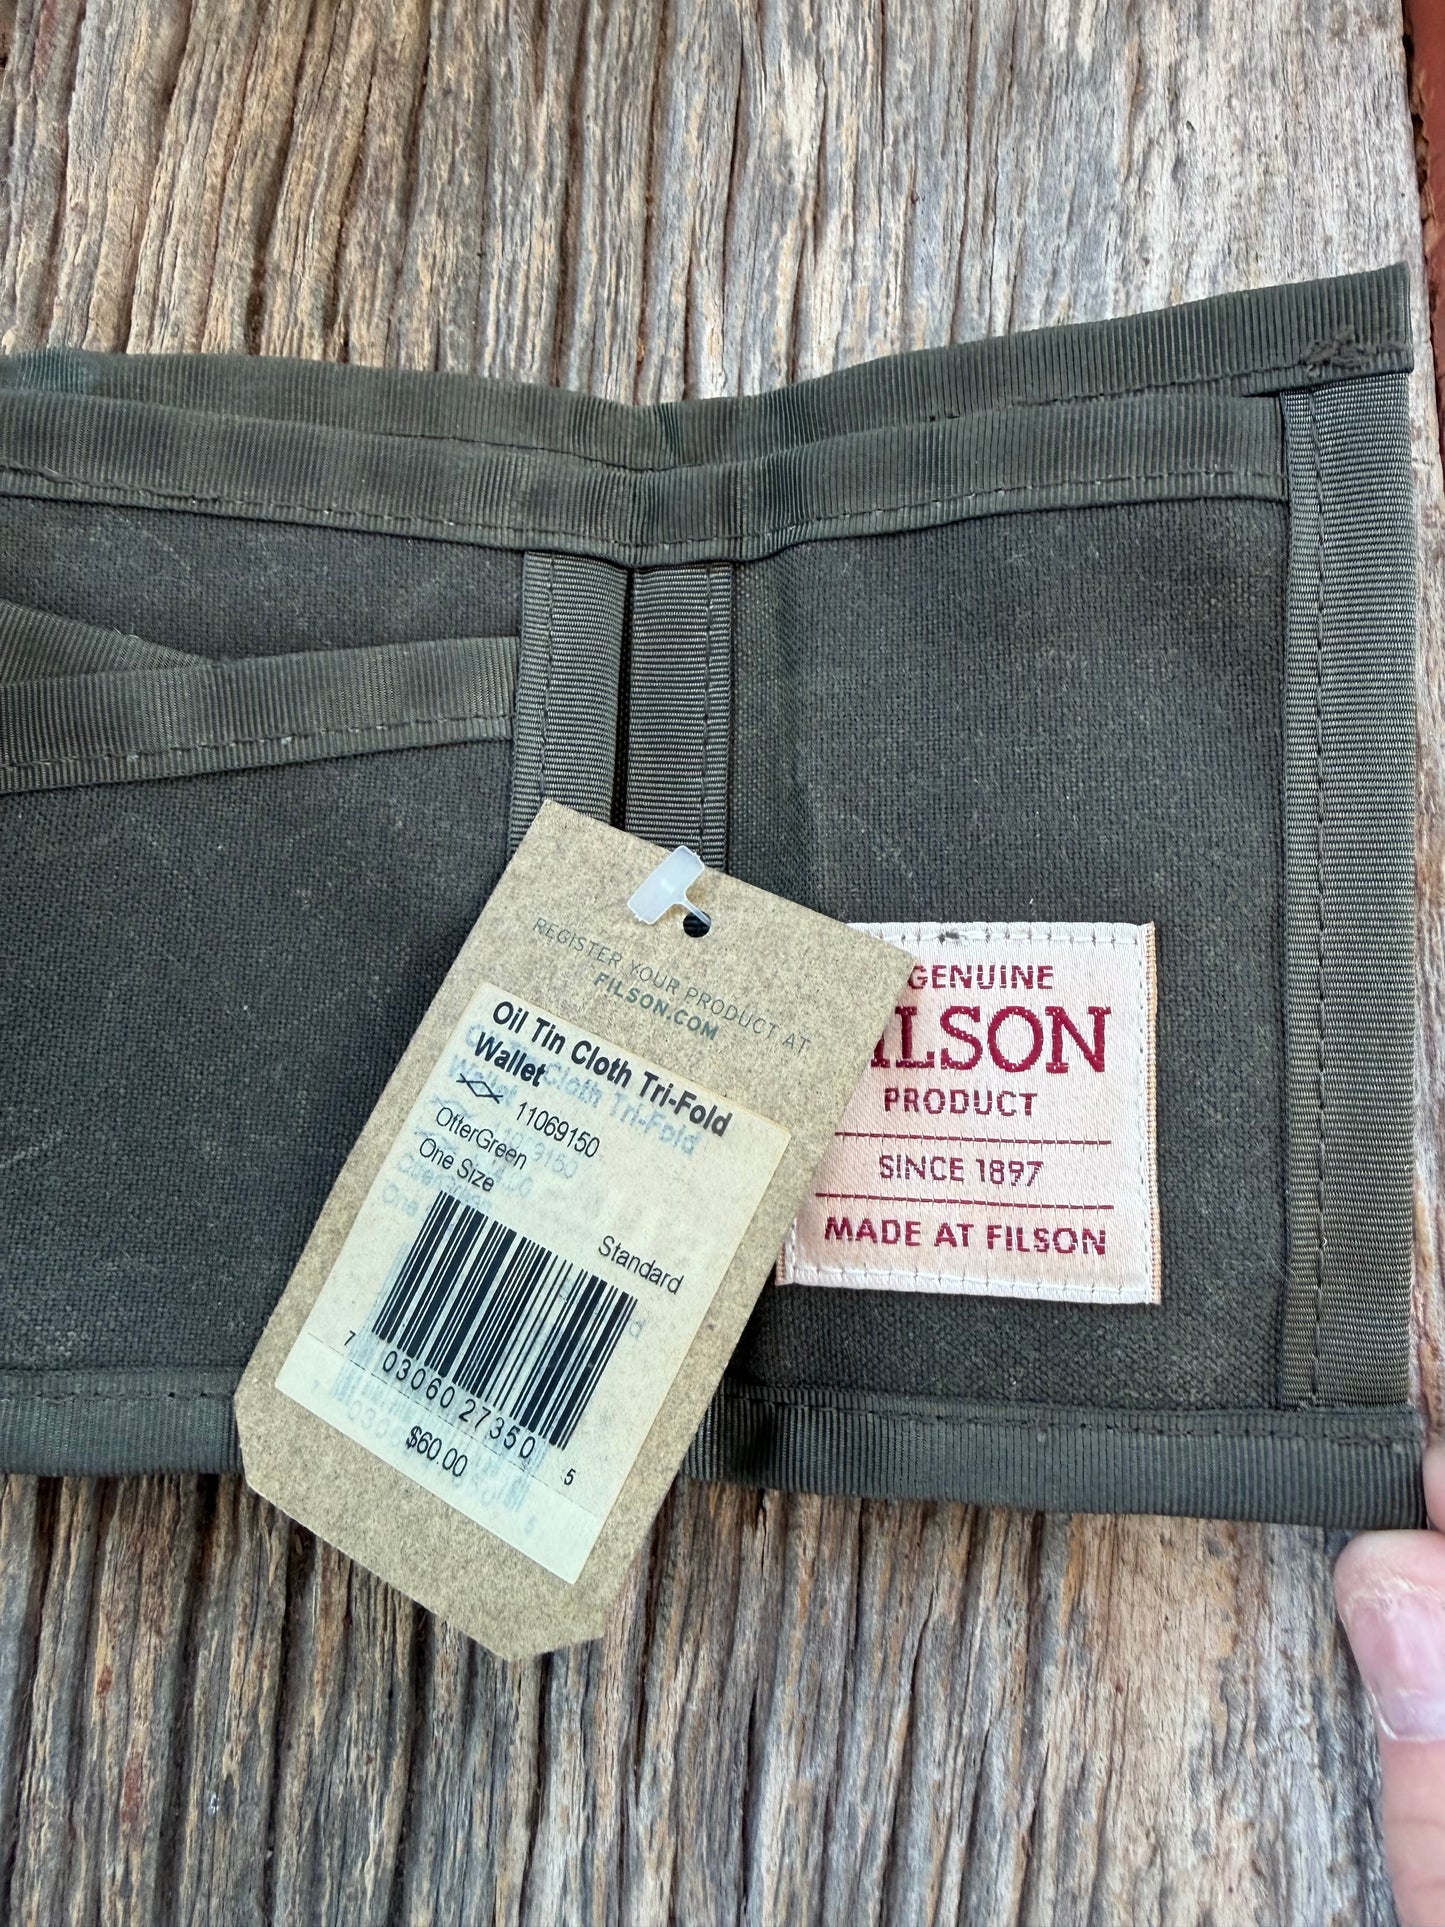 REGISTER YOUR PRODUCT AT
FILSON.COM
Oil Tin Cloth Tri-Fold
Wallet
11069150
OtterGreen
One Size
Standard
7 03060 27350 5
$60.00
GENUINE
FILSON
PRODUCT
SINCE 1897
MADE AT FILSON